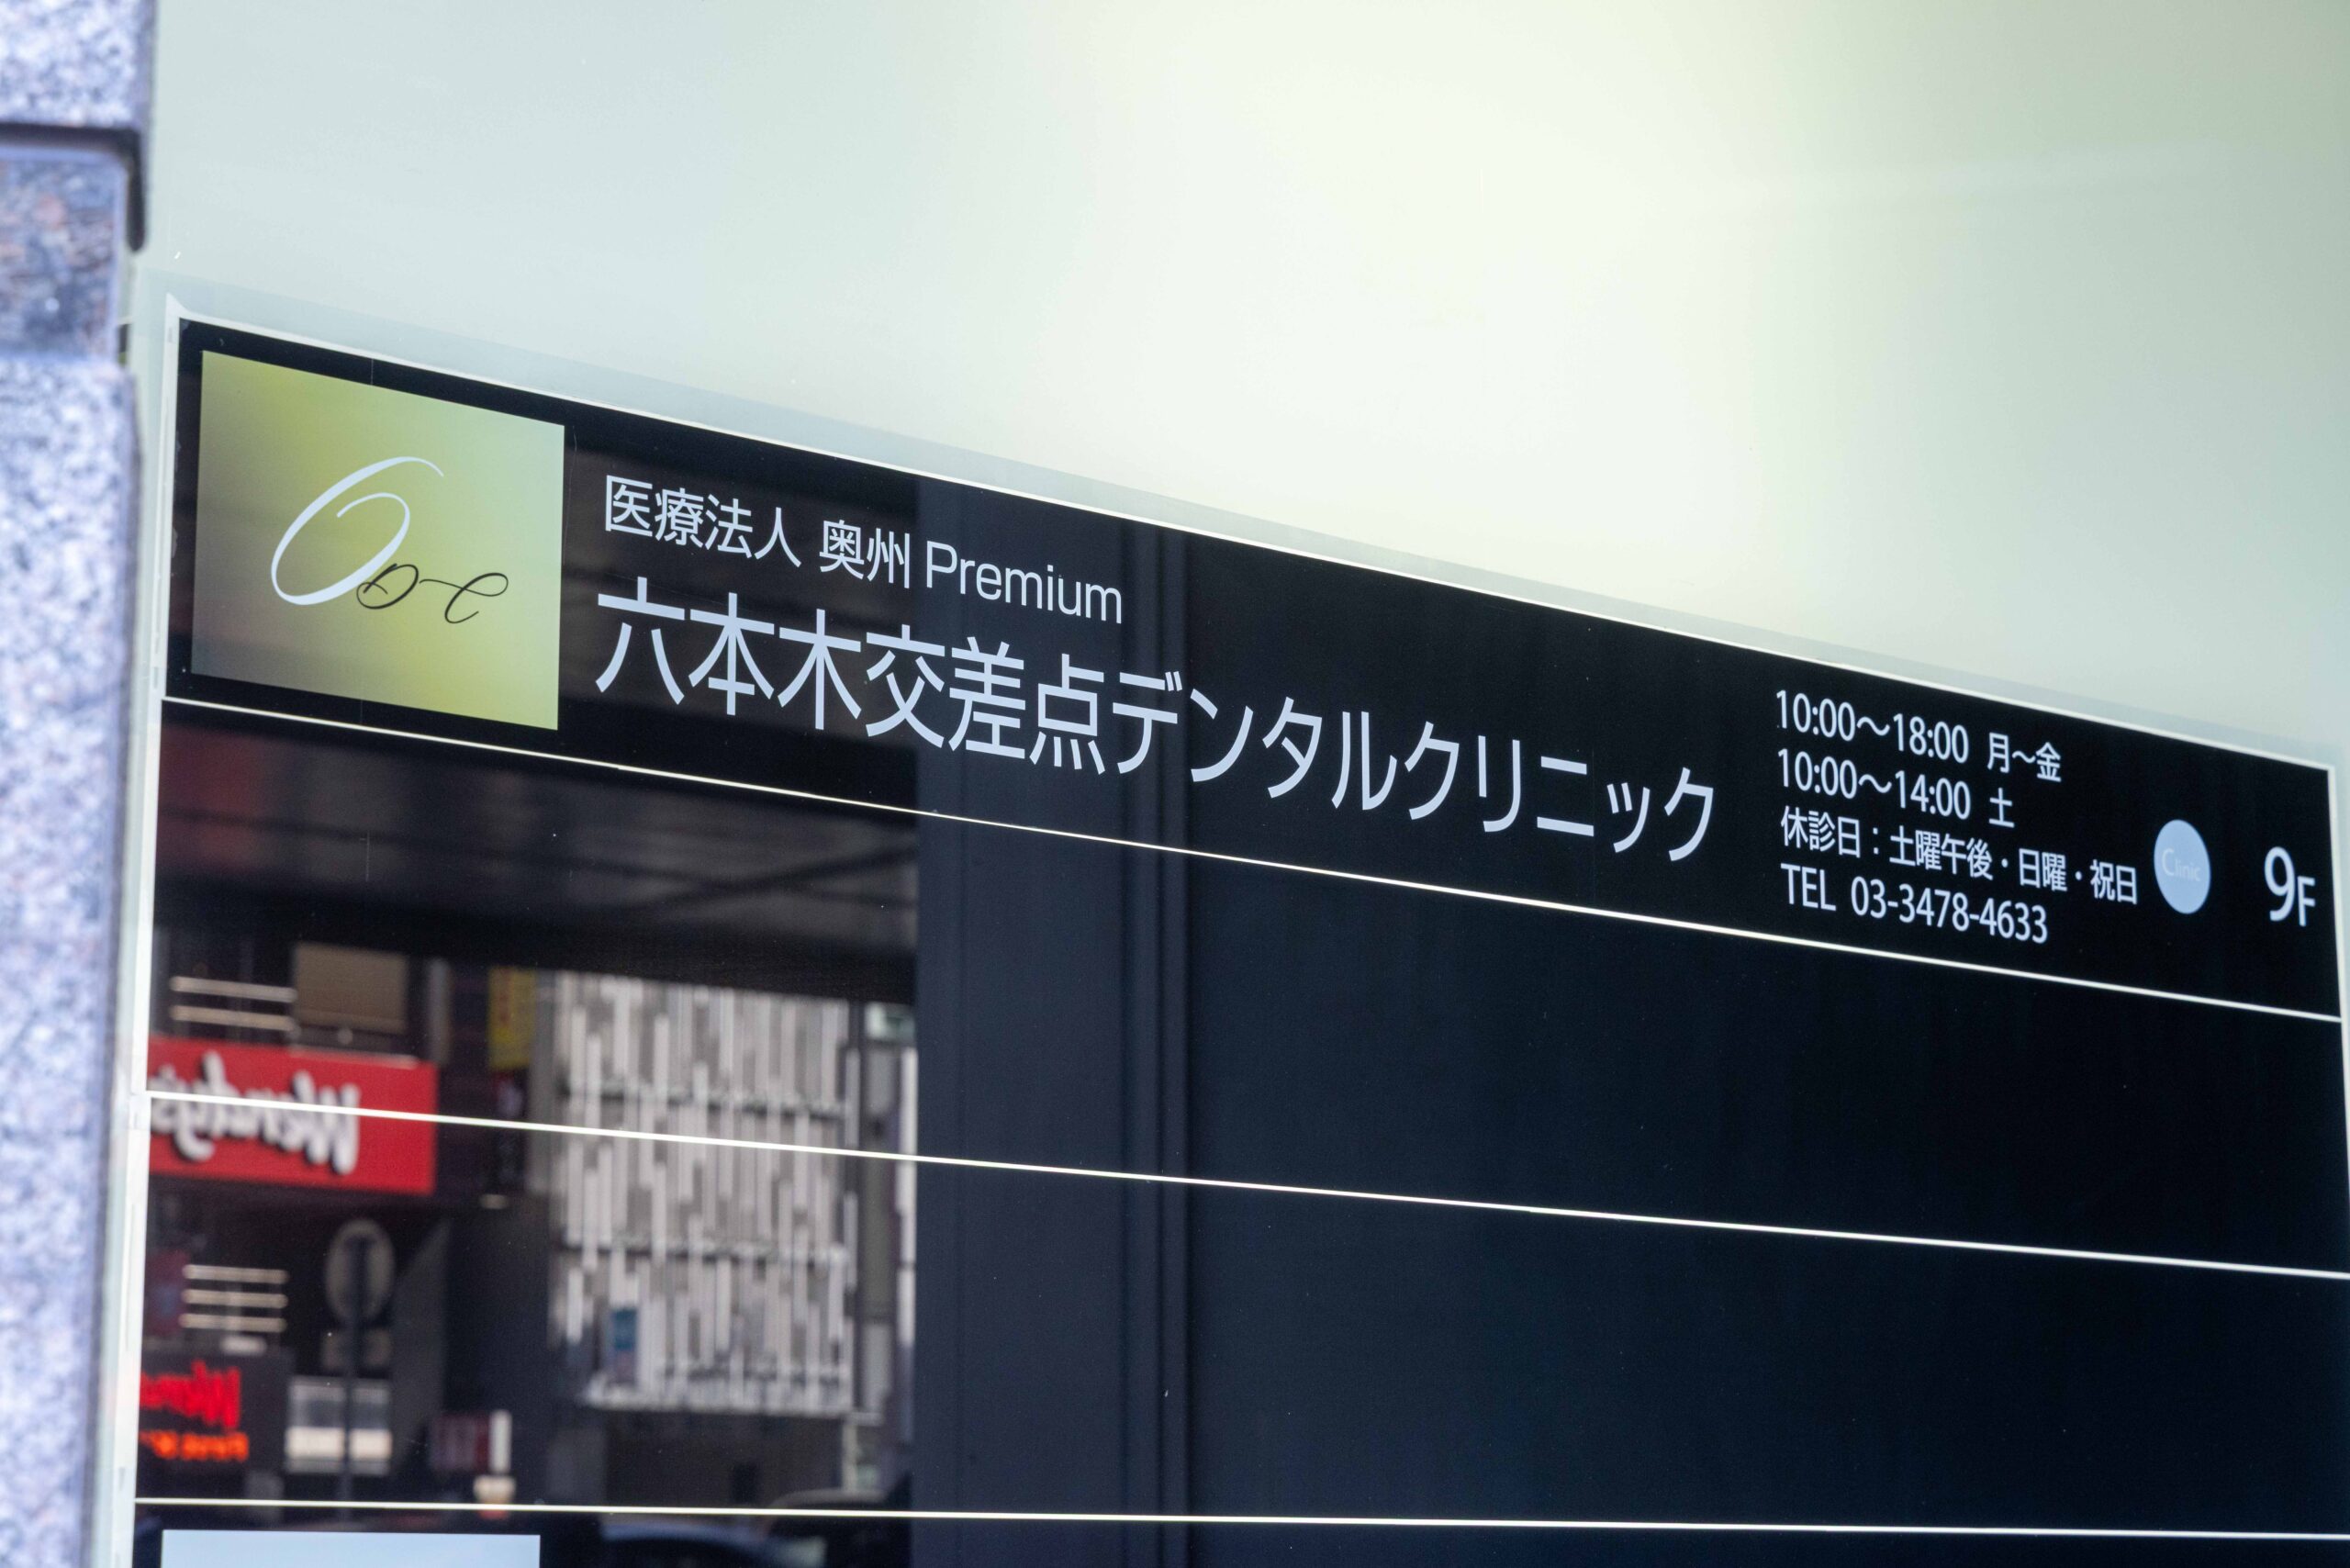 医療法人 奥州 Premium
六本木交差点デンタルクリニック
10:00～18:00 月～金
10:00～14:00 土
休診日：土曜午後・日曜・祝日
TEL 03-3478-4633
Clinic
9F
Wendy's